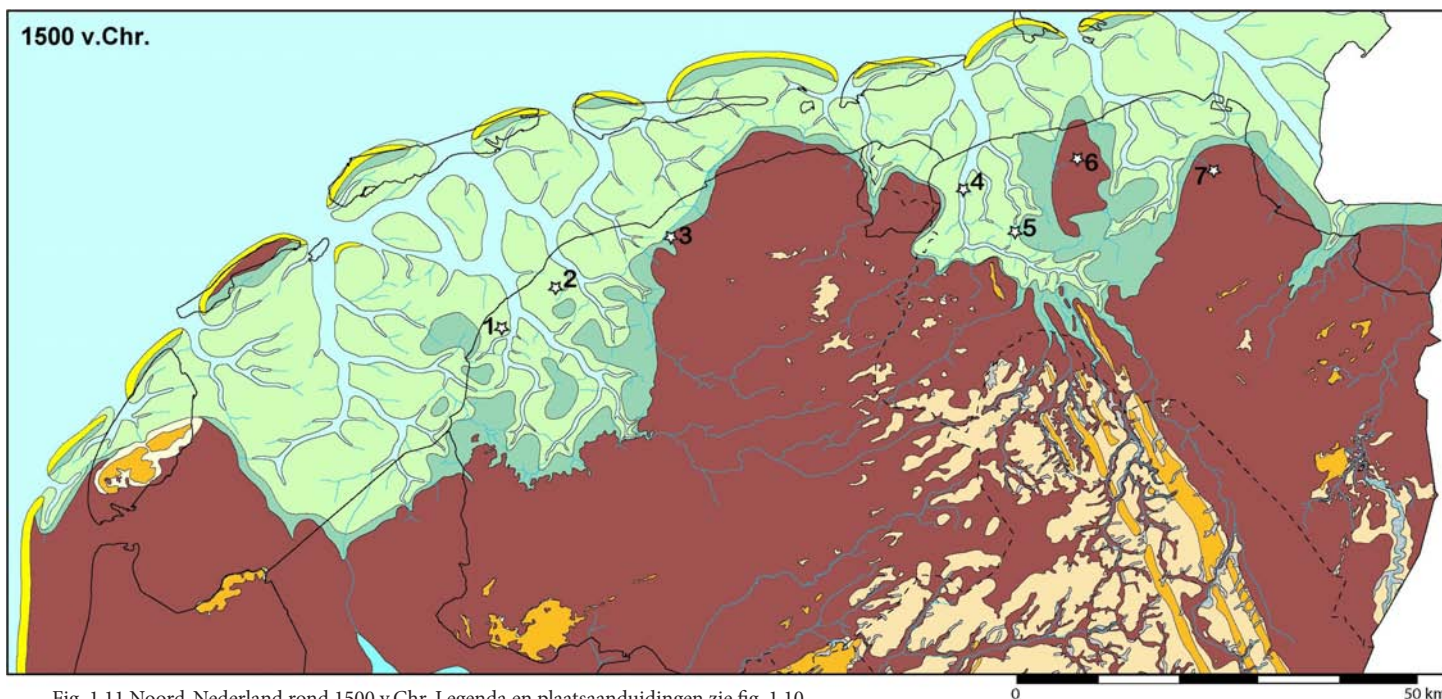 1500 v.Chr.
6
7
4
5
3
2
1
0
50 km
Fig. 1.11 Noord-Nederland rond 1500 v.Chr. Legenda en plaatsaanduidingen zie fig. 1.10.